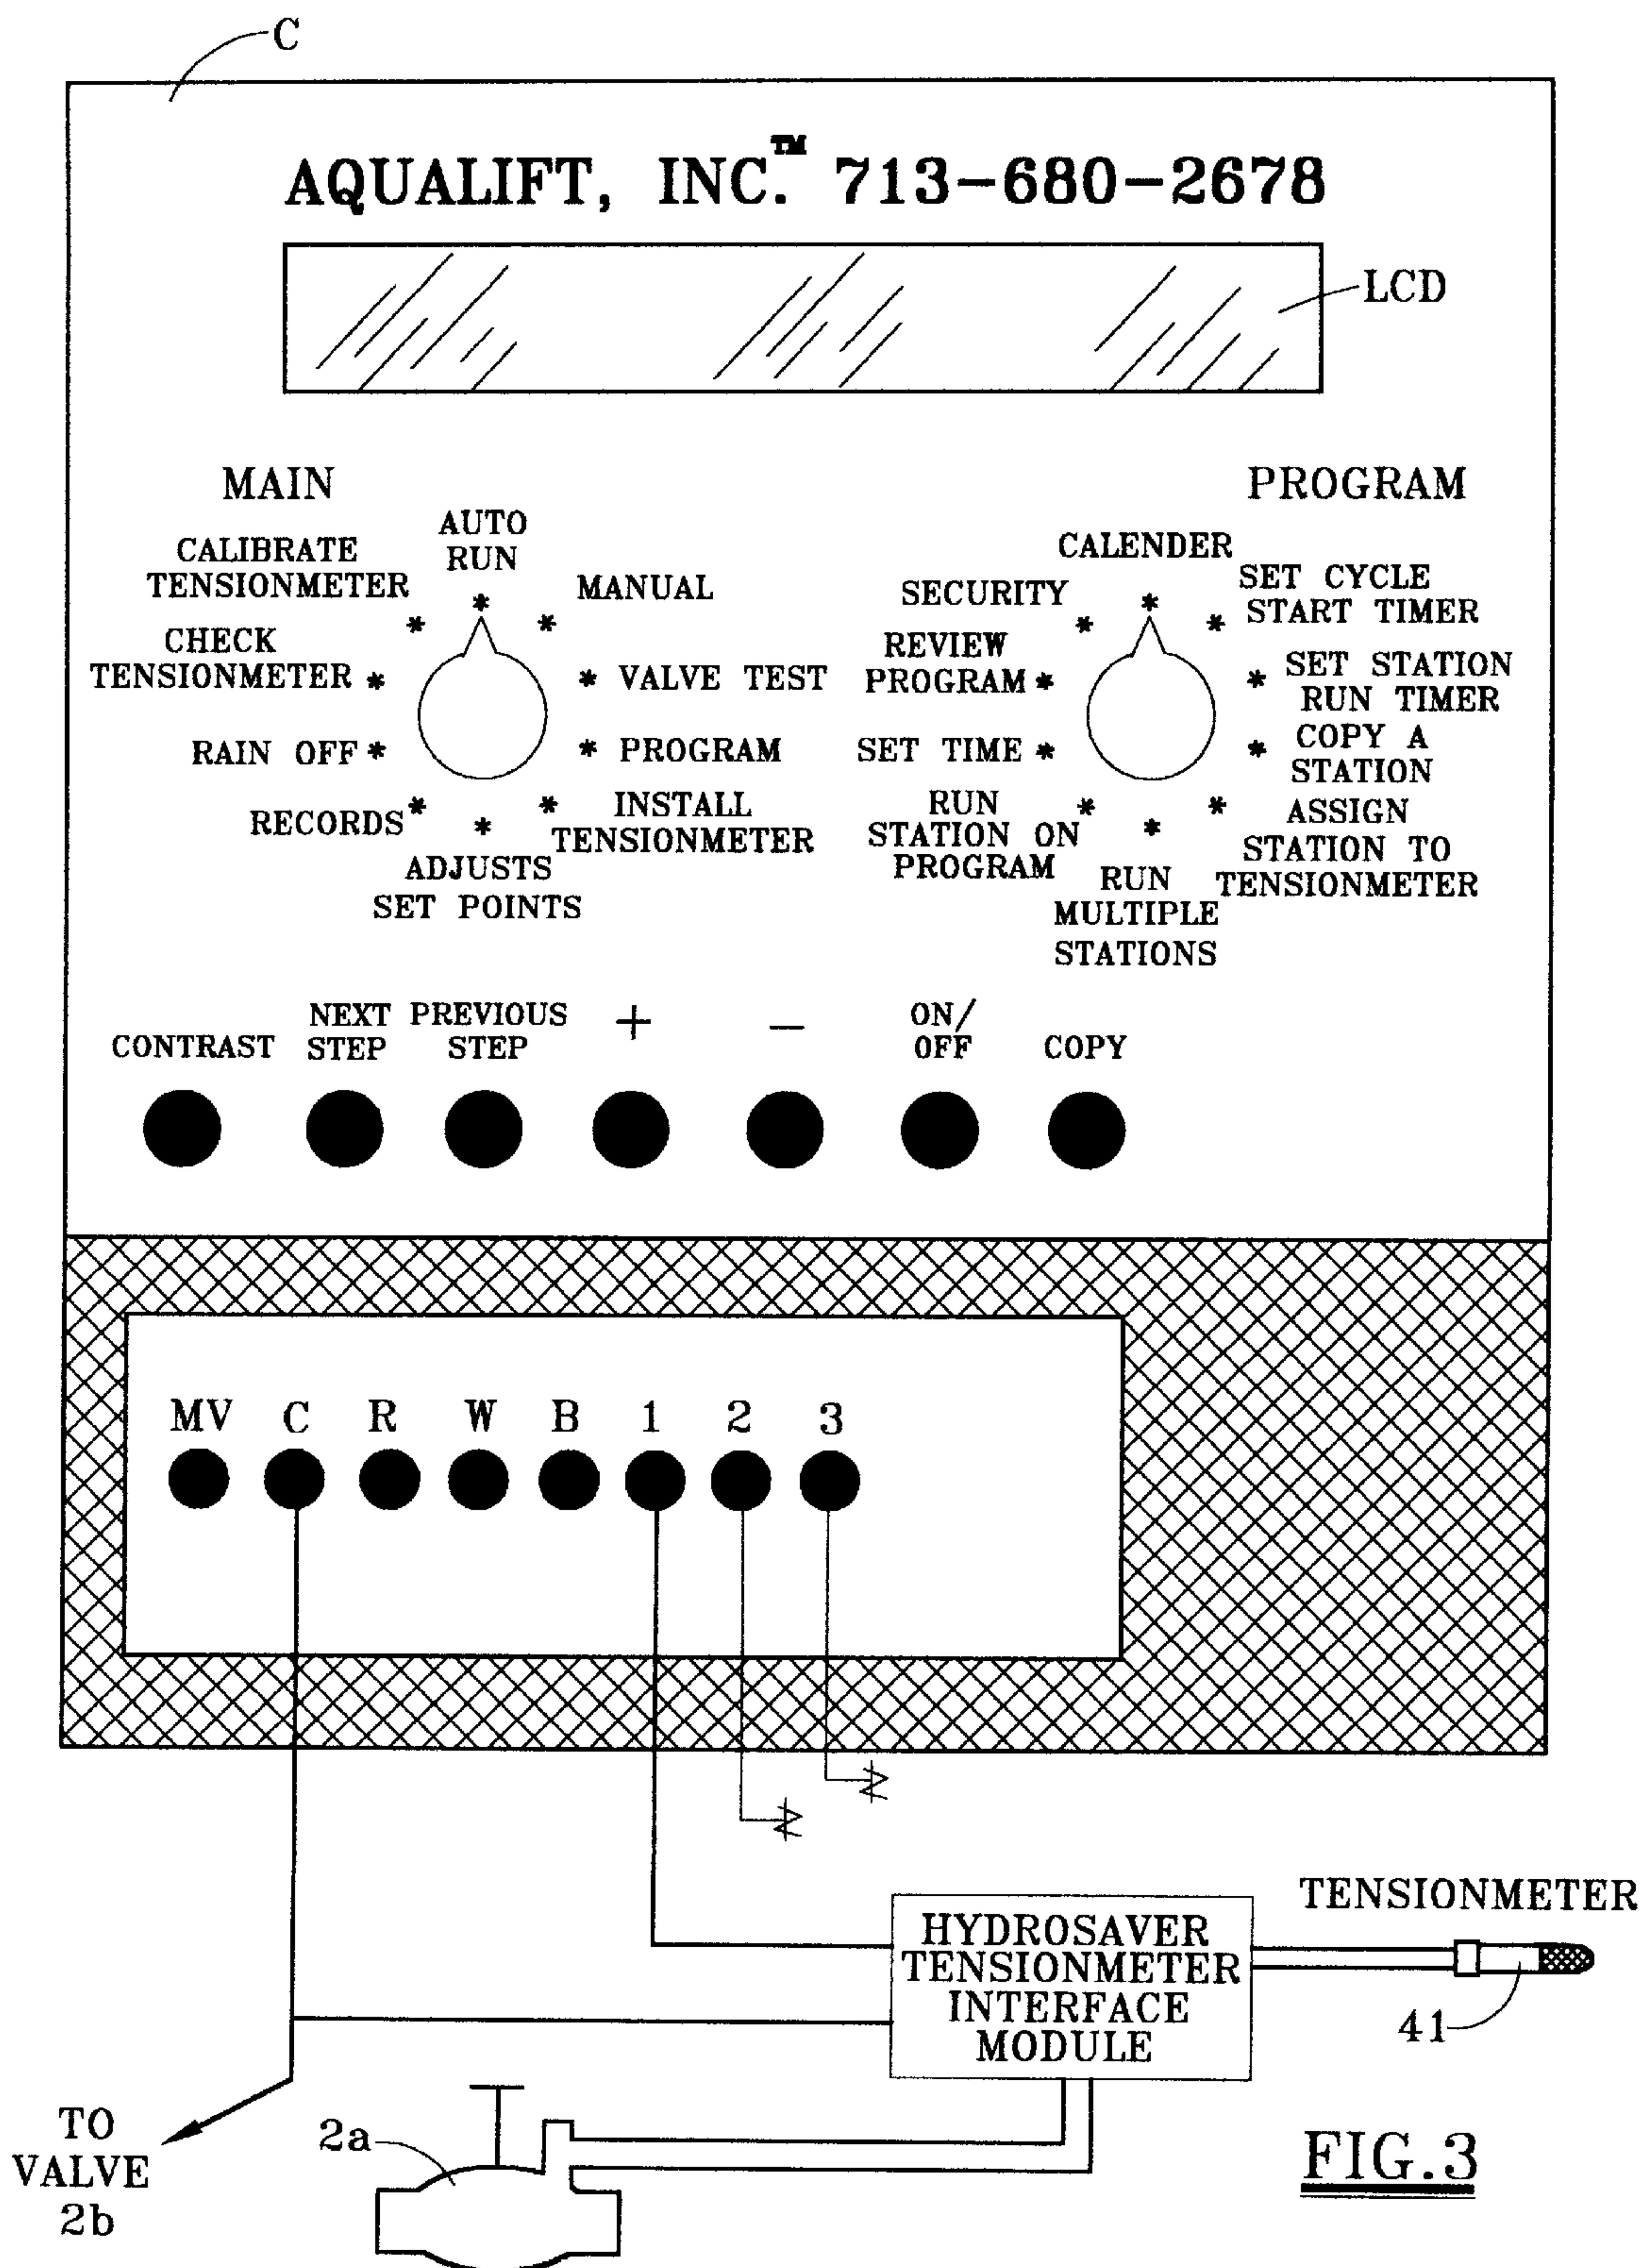 C
AQUALIFT, INC.™ 713-680-2678
LCD
MAIN
AUTO
RUN
MANUAL
VALVE TEST
PROGRAM
INSTALL
TENSIONMETER
ADJUSTS
SET POINTS
RECORDS
RAIN OFF
CHECK
TENSIONMETER
CALIBRATE
TENSIONMETER
PROGRAM
CALENDER
SET CYCLE
START TIMER
SET STATION
RUN TIMER
COPY A
STATION
ASSIGN
STATION TO
TENSIONMETER
RUN
MULTIPLE
STATIONS
RUN
STATION ON
PROGRAM
SET TIME
REVIEW
PROGRAM
SECURITY
CONTRAST
NEXT
STEP
PREVIOUS
STEP
+
−
ON/
OFF
COPY
MV C R W B 1 2 3
TENSIONMETER
HYDROSAVER
TENSIONMETER
INTERFACE
MODULE
41
TO
VALVE
2b
2a
FIG.3